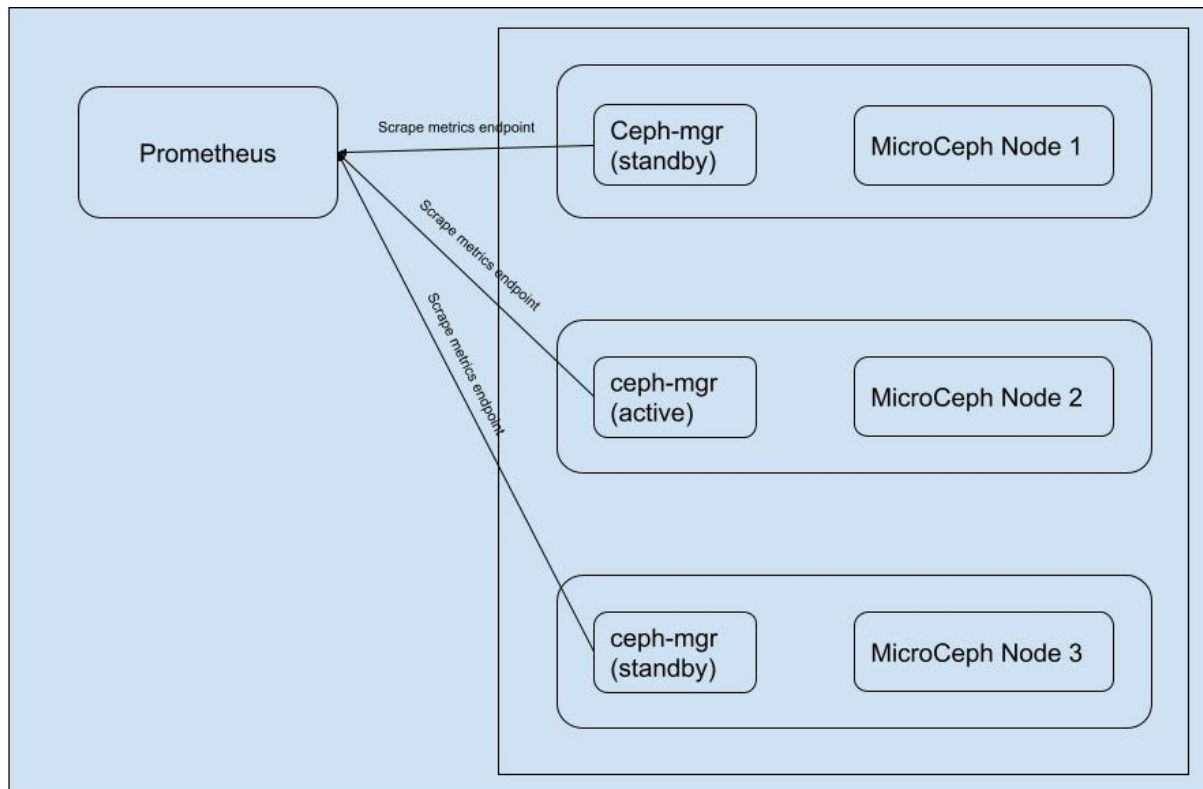 Prometheus
Scrape metrics endpoint
Ceph-mgr
(standby)
MicroCeph Node 1
Scrape metrics endpoint
ceph-mgr
(active)
MicroCeph Node 2
Scrape metrics endpoint
ceph-mgr
(standby)
MicroCeph Node 3